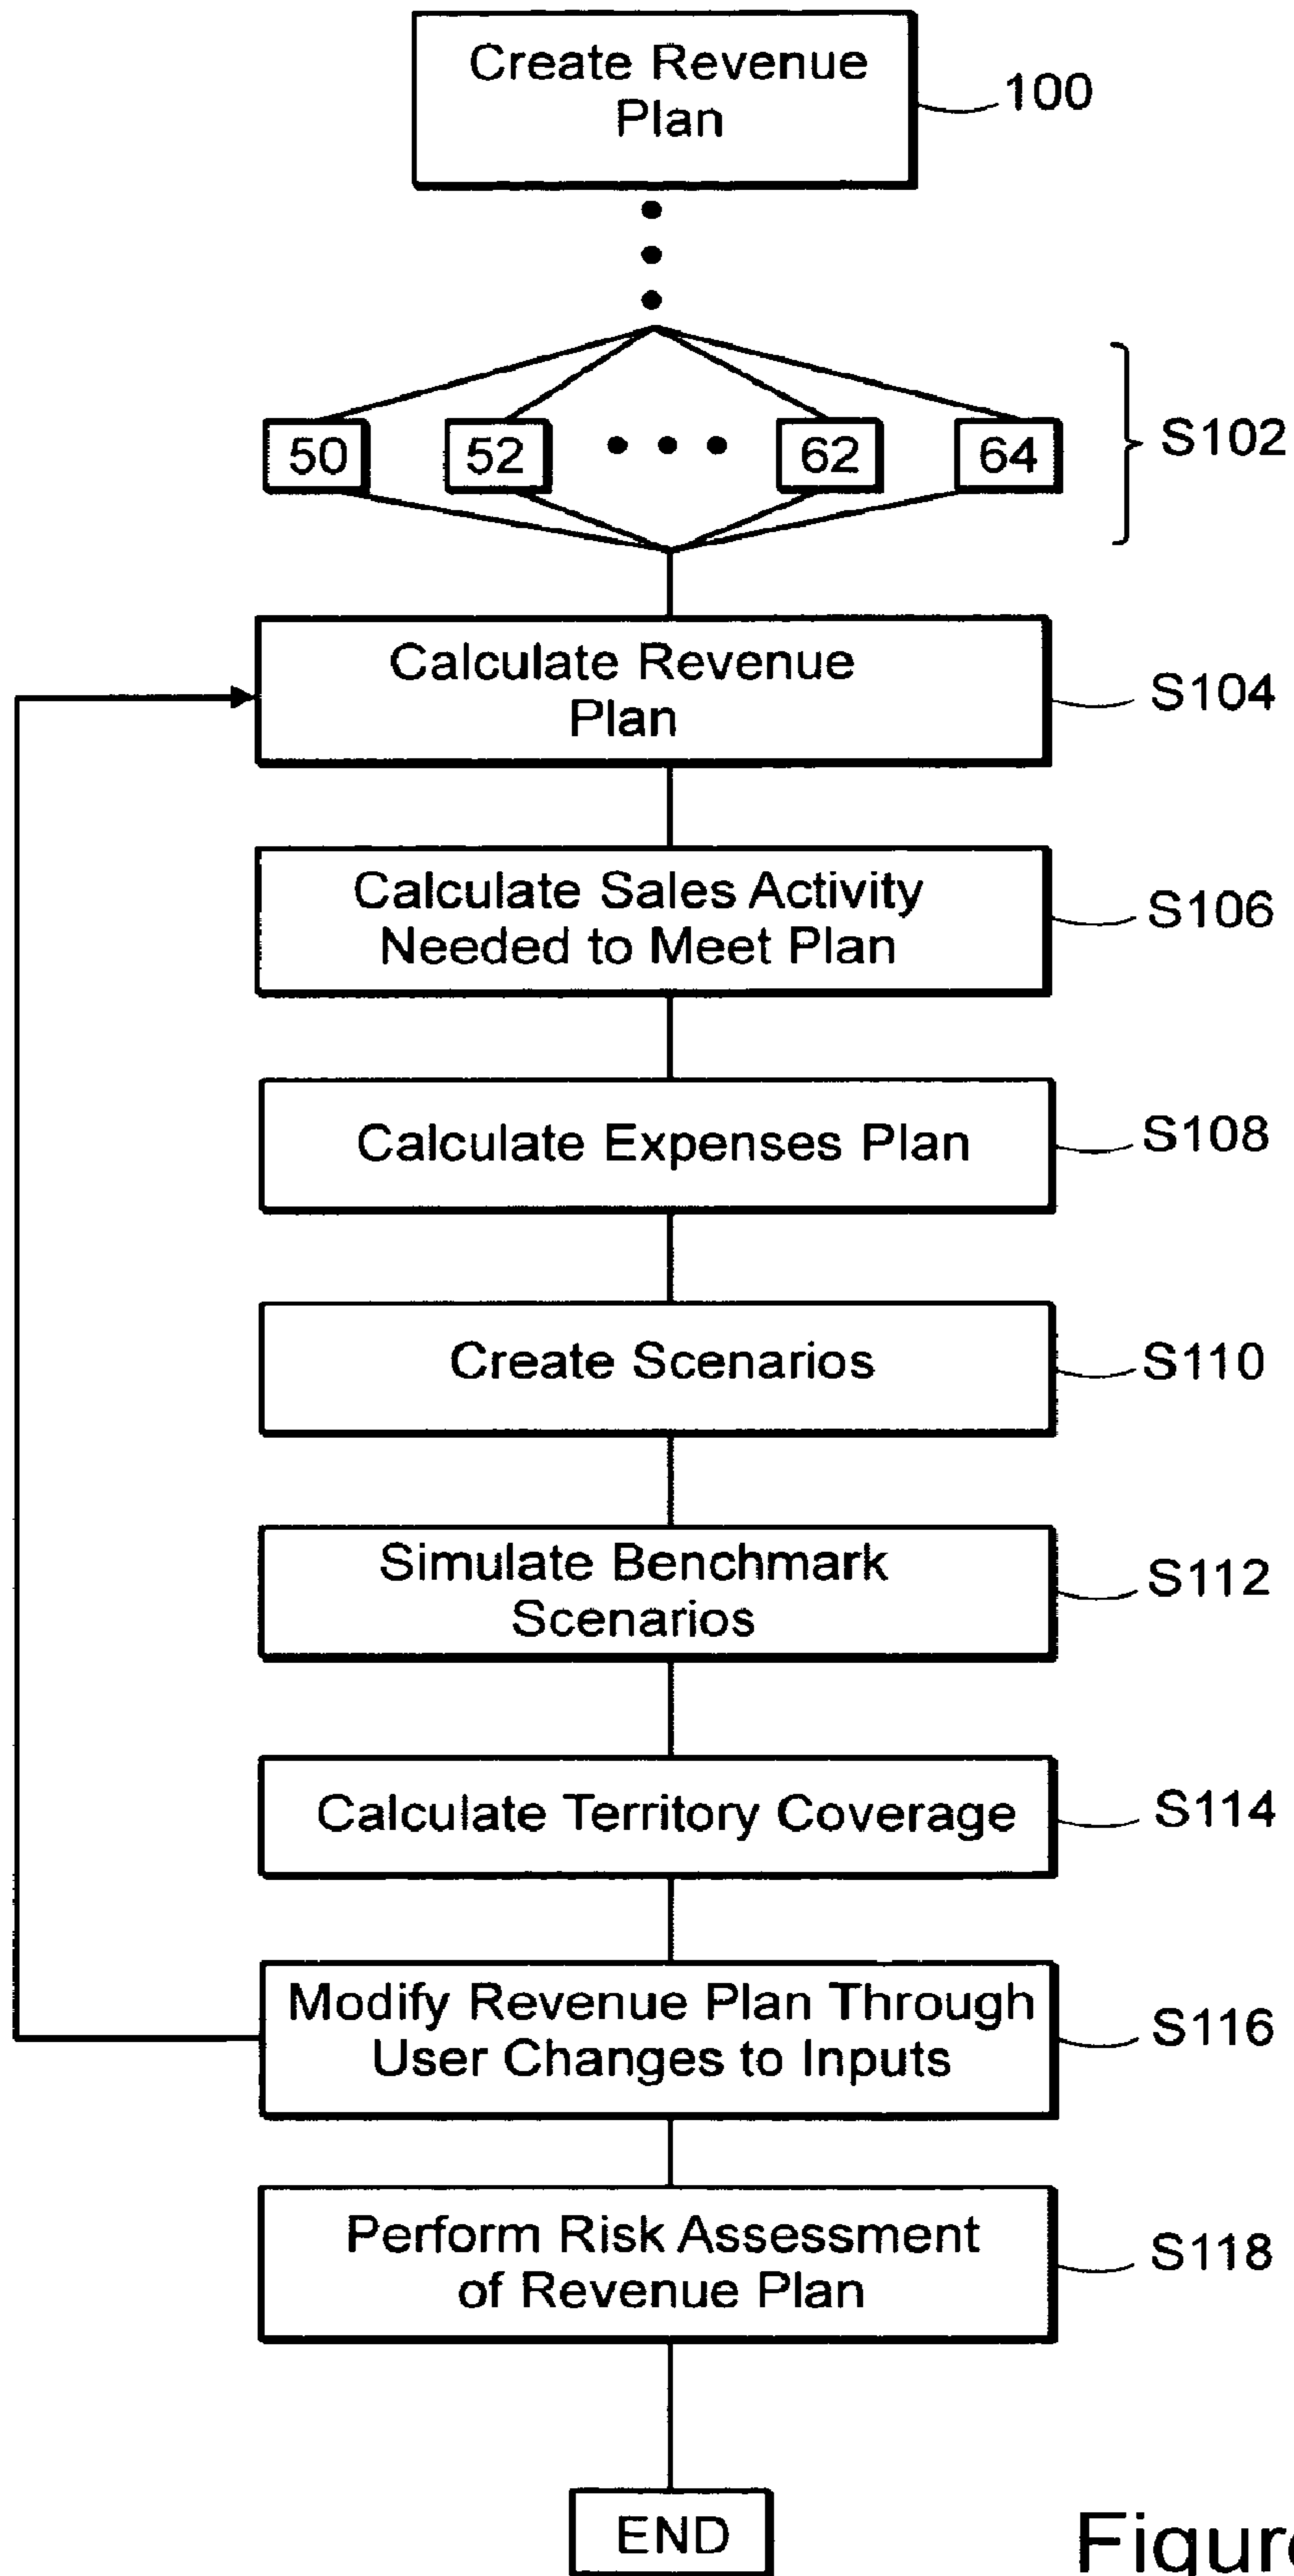 Create Revenue
Plan
100
50 52 62 64
S102
Calculate Revenue
Plan
S104
Calculate Sales Activity
Needed to Meet Plan
S106
Calculate Expenses Plan
S108
Create Scenarios
S110
Simulate Benchmark
Scenarios
S112
Calculate Territory Coverage
S114
Modify Revenue Plan Through
User Changes to Inputs
S116
Perform Risk Assessment
of Revenue Plan
S118
END